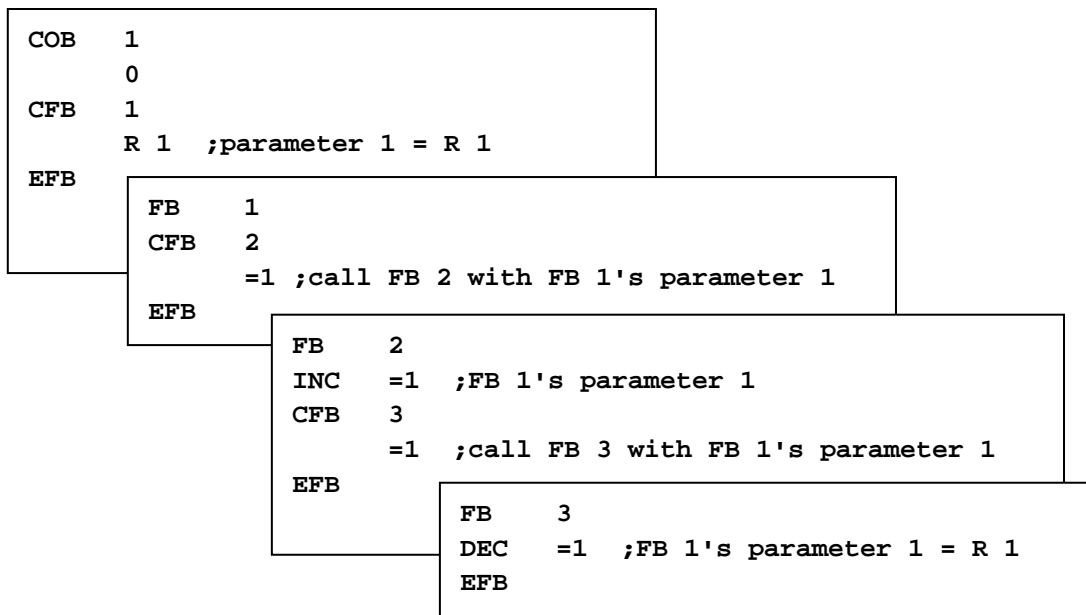 COB 1
0
CFB 1
R 1 ;parameter 1 = R 1
EFB
FB 1
CFB 2
=1 ;call FB 2 with FB 1's parameter 1
EFB
FB 2
INC =1 ;FB 1's parameter 1
CFB 3
=1 ;call FB 3 with FB 1's parameter 1
EFB
FB 3
DEC =1 ;FB 1's parameter 1 = R 1
EFB